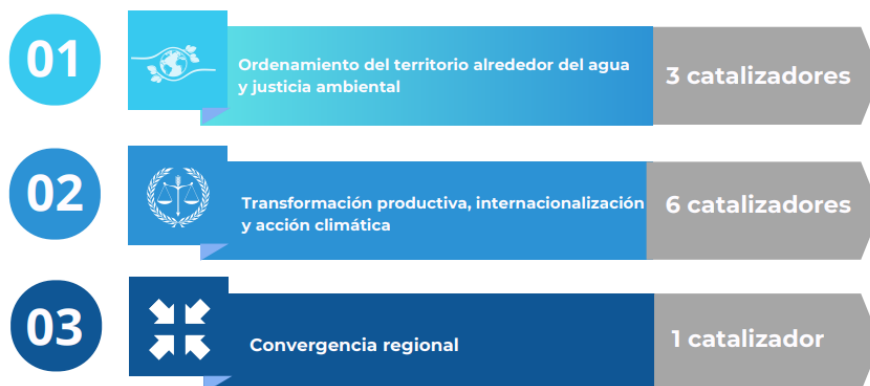 01
Ordenamiento del territorio alrededor del agua
y justicia ambiental
3 catalizadores
02
Transformación productiva, internacionalización
y acción climática
6 catalizadores
03
Convergencia regional
1 catalizador